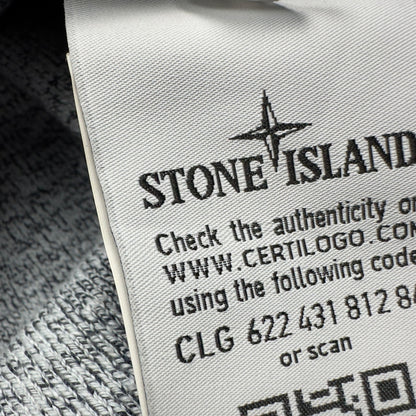 STONE ISLAND
Check the authenticity on
WWW.CERTILOGO.COM
using the following code
CLG 622 431 812 86
or scan